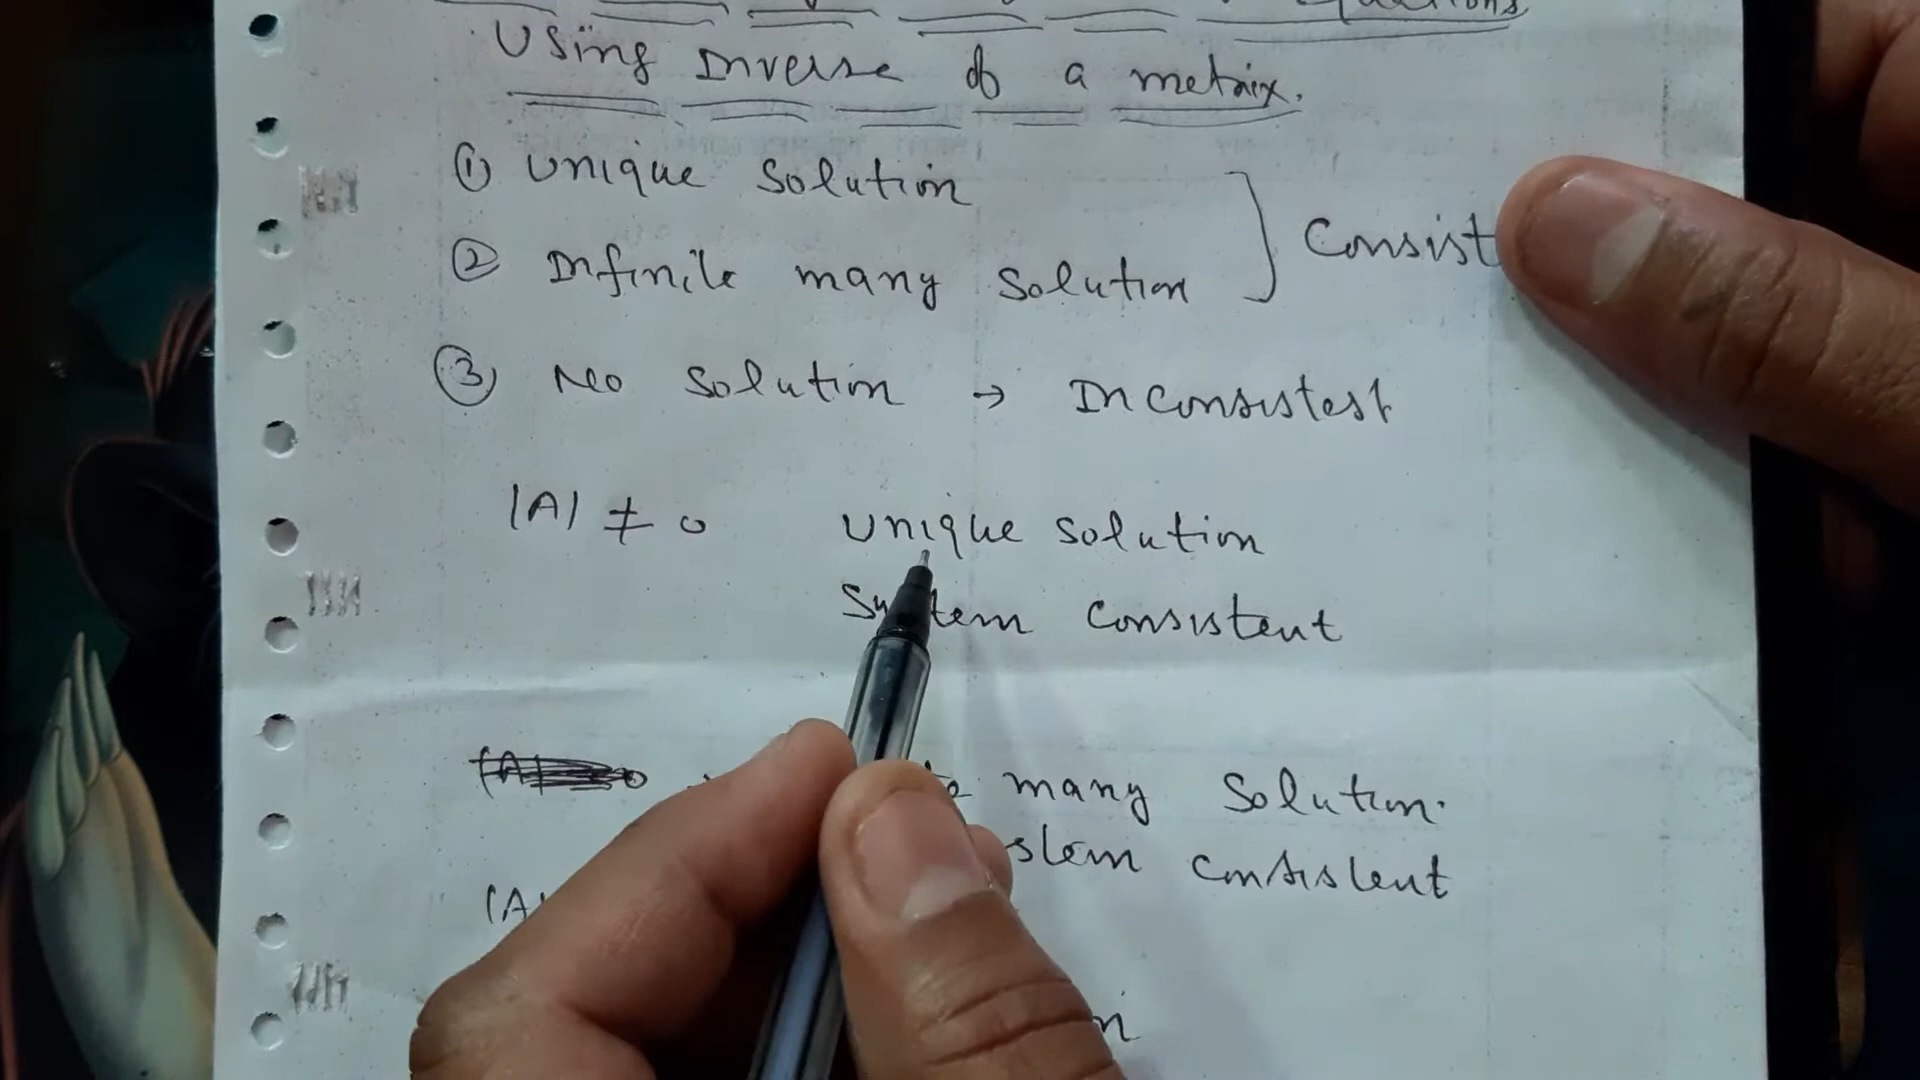 Using Inverse of a metrix.
① Unique Solution
② Infinite many Solution
Consist
③ No Solution → Inconsistest
|A| ≠ 0 Unique Solution
System Consistent
many Solution.
Consistent